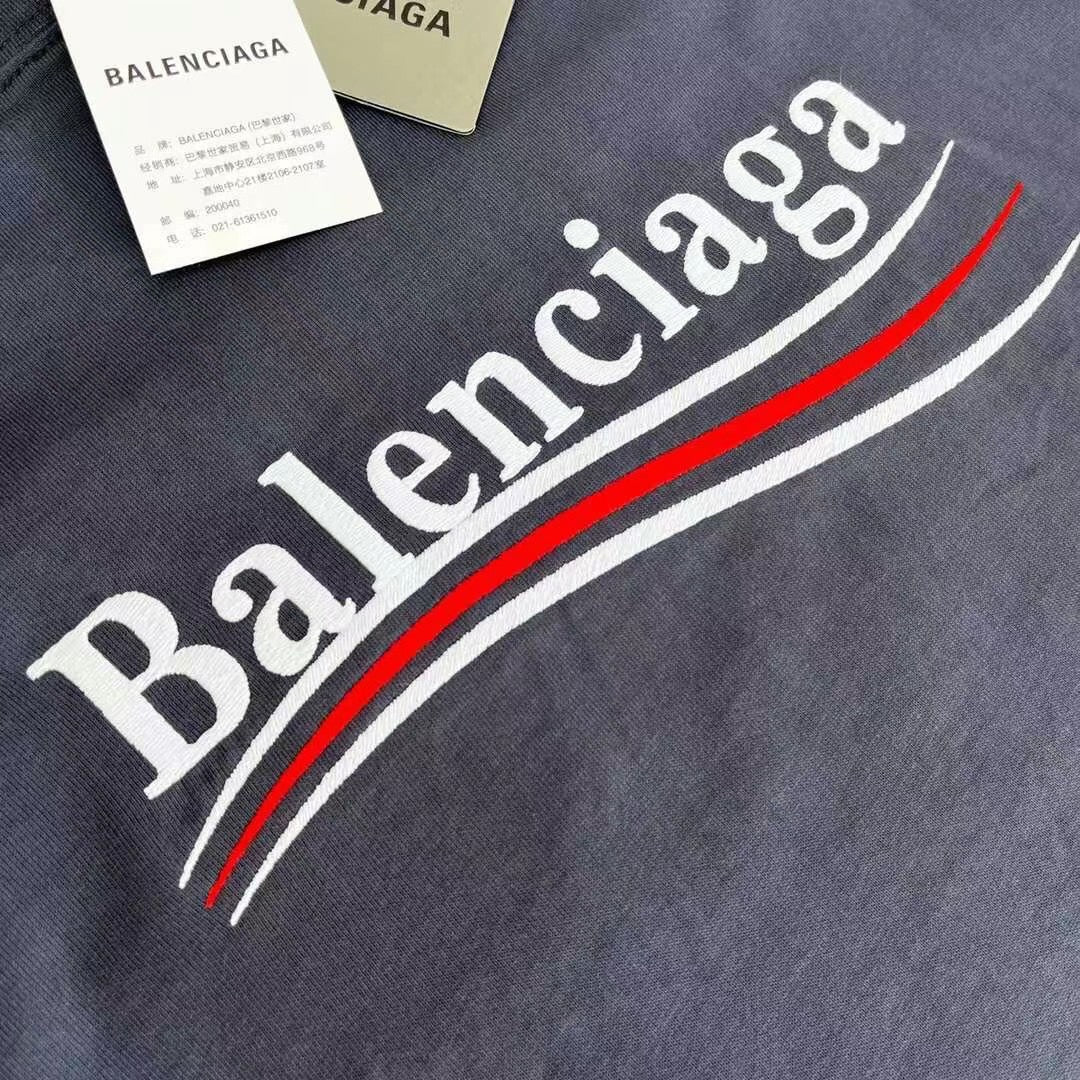 BALENCIAGA
品 牌: BALENCIAGA (巴黎世家)
经销商: 巴黎世家贸易（上海）有限公司
地 址: 上海市静安区北京西路968号
嘉地中心21楼2106-2107室
邮 编: 200040
电 话: 021-61361510
Balenciaga